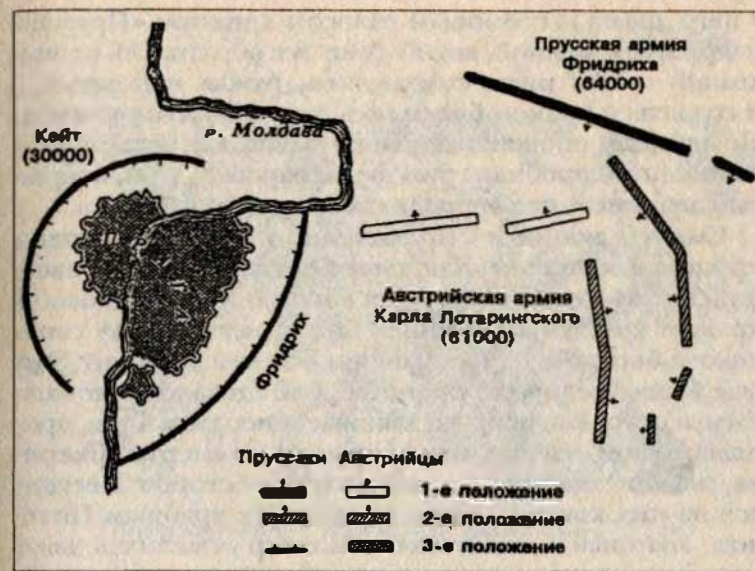 Прусская армия
Фридриха
(64000)
Кейт
(30000)
р. Молдава
Австрийская армия
Карла Лотарингского
(61000)
Фридрих
Пруссаки Австрийцы
1-е положение
2-е положение
3-е положение